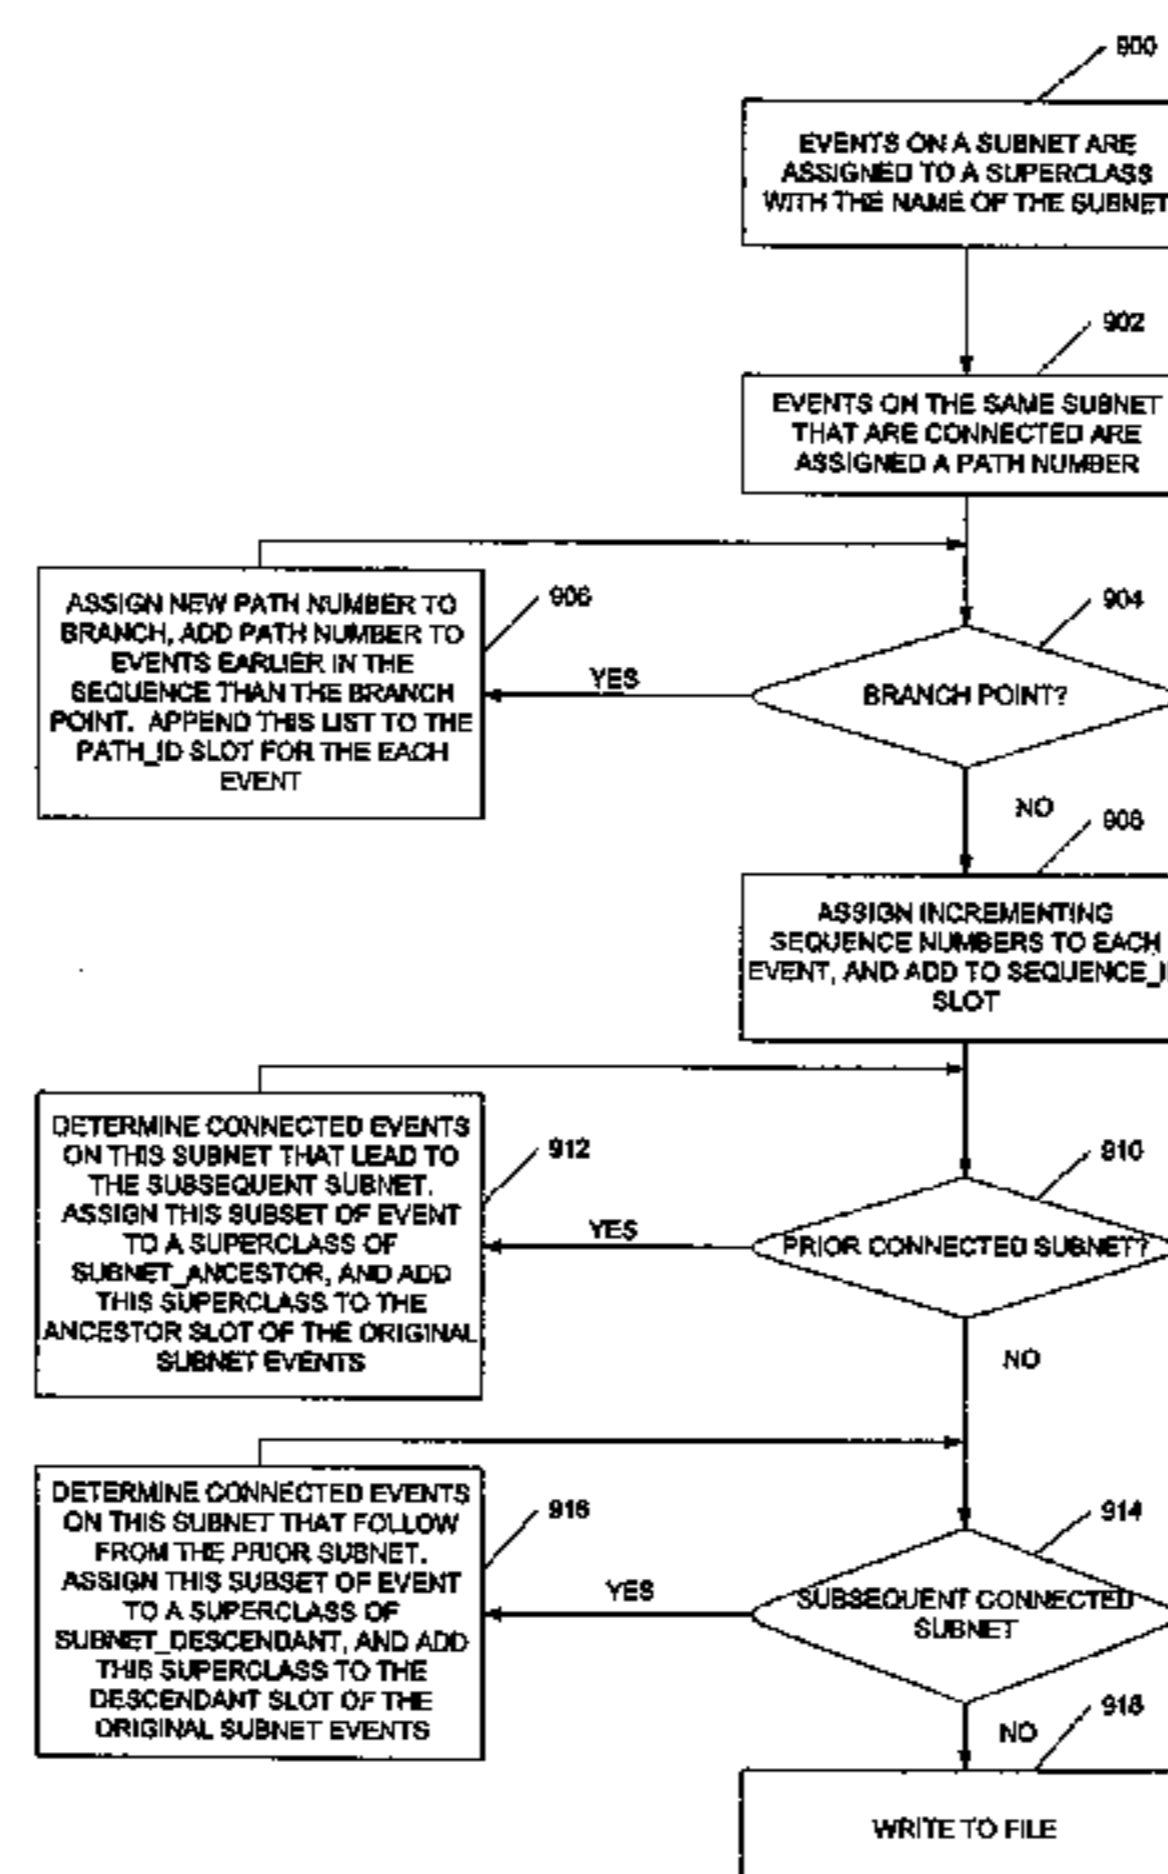 900
EVENTS ON A SUBNET ARE
ASSIGNED TO A SUPERCLASS
WITH THE NAME OF THE SUBNET
902
EVENTS ON THE SAME SUBNET
THAT ARE CONNECTED ARE
ASSIGNED A PATH NUMBER
906
ASSIGN NEW PATH NUMBER TO
BRANCH, ADD PATH NUMBER TO
EVENTS EARLIER IN THE
SEQUENCE THAN THE BRANCH
POINT. APPEND THIS LIST TO THE
PATH_ID SLOT FOR THE EACH
EVENT
904
YES
BRANCH POINT?
NO
908
ASSIGN INCREMENTING
SEQUENCE NUMBERS TO EACH
EVENT, AND ADD TO
SLOT
DETERMINE CONNECTED EVENTS
ON THIS SUBNET THAT LEAD TO
THE SUBSEQUENT SUBNET.
ASSIGN THIS SUBSET OF EVENT
TO A SUPERCLASS OF
SUBNET_ANCESTOR, AND ADD
THIS SUPERCLASS TO THE
ANCESTOR SLOT OF THE ORIGINAL
SUBNET EVENTS
912
910
YES
PRIOR CONNECTED SUBNET?
NO
DETERMINE CONNECTED EVENTS
ON THIS SUBNET THAT FOLLOW
FROM THE PRIOR SUBNET.
ASSIGN THIS SUBSET OF EVENT
TO A SUPERCLASS OF
SUBNET_DESCENDANT, AND ADD
THIS SUPERCLASS TO THE
DESCENDANT SLOT OF THE
ORIGINAL SUBNET EVENTS
916
914
YES
SUBSEQUENT CONNECTED
SUBNET
NO
918
WRITE TO FILE